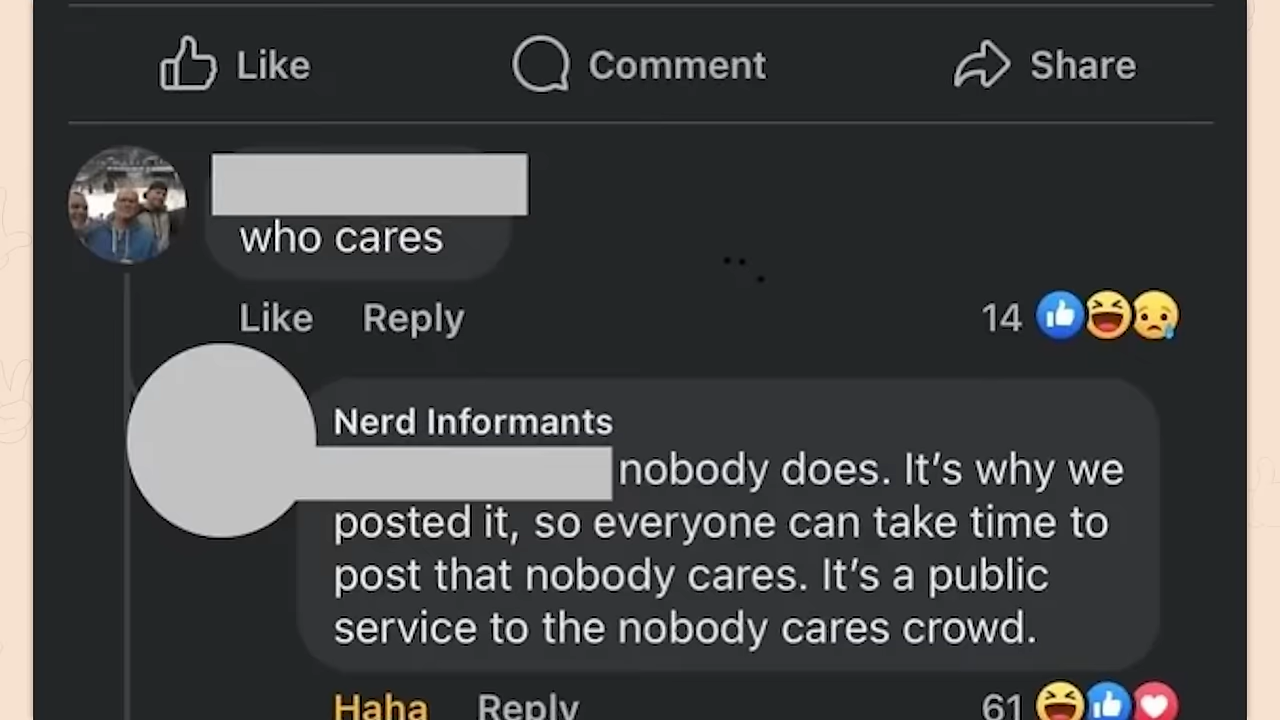 Like Comment Share
who cares
Like Reply 14
Nerd Informants
nobody does. It’s why we
posted it, so everyone can take time to
post that nobody cares. It’s a public
service to the nobody cares crowd.
Haha Reply 61